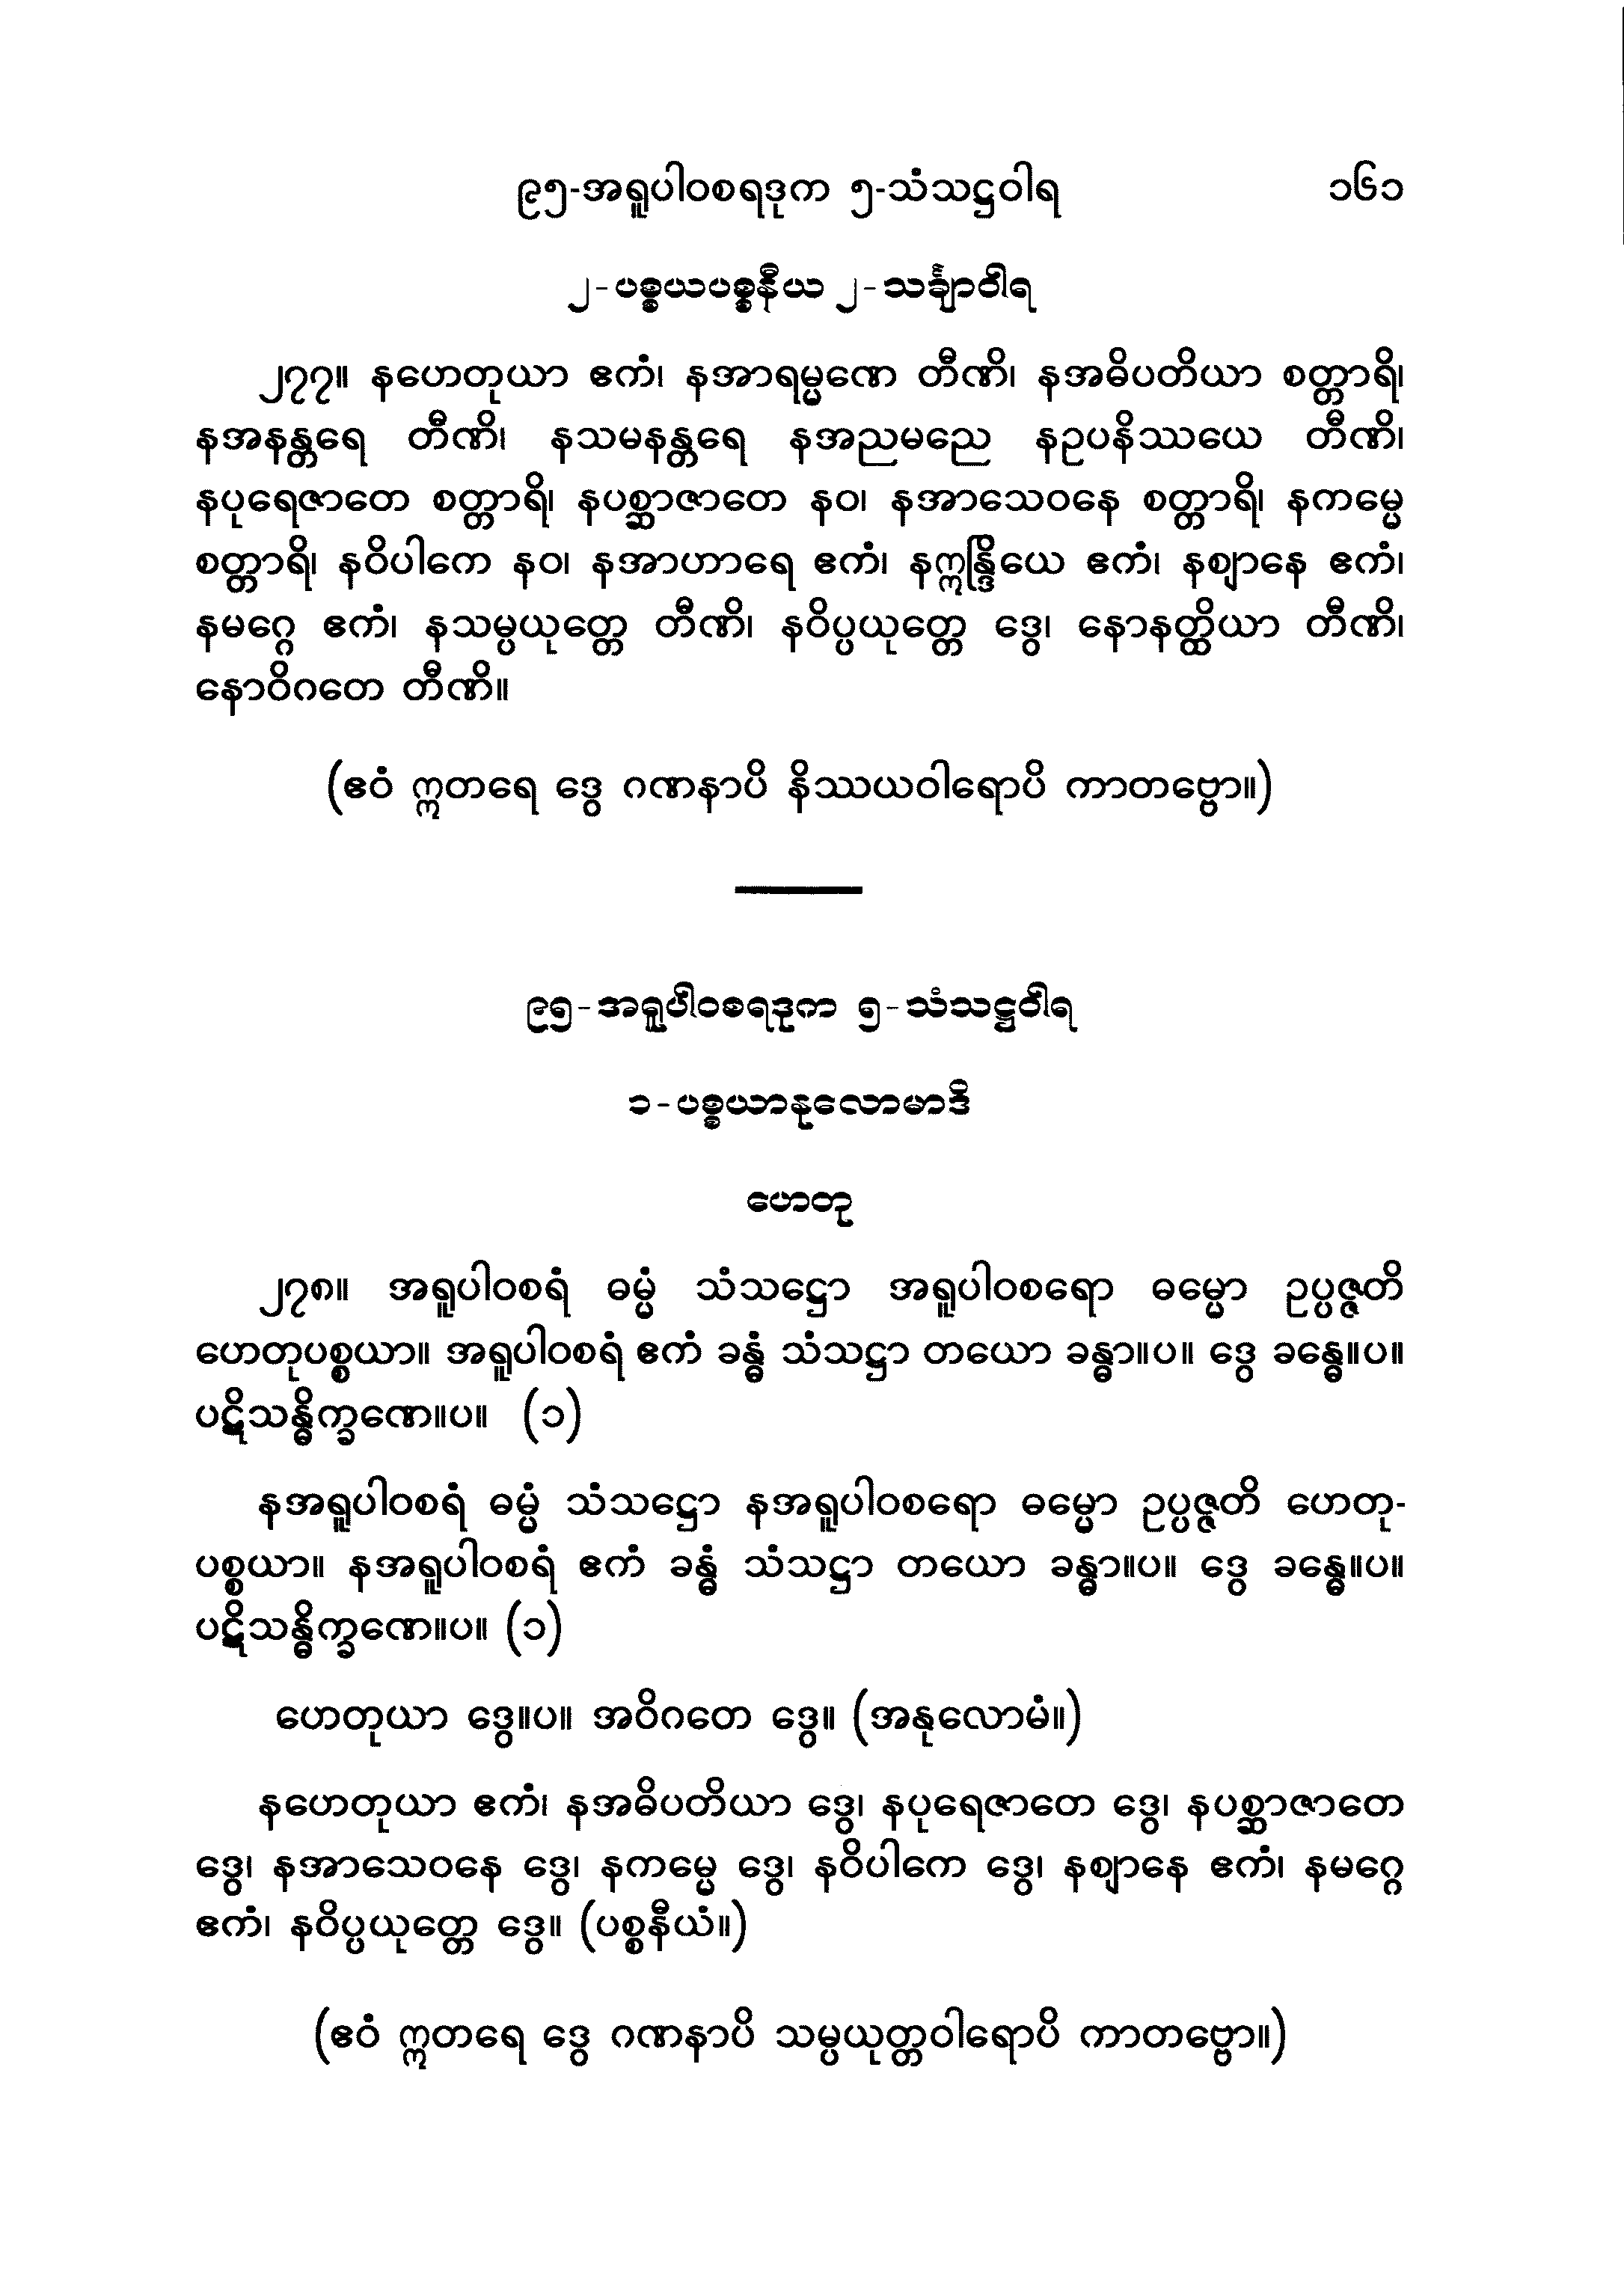 ၉၅-အရူပါဝစရဒုက ၅-သံသဋ္ဌဝါရ ၁၆၁
၂-ပစ္စယပစ္စနီယ ၂-သင်္ချာဝါရ
၂၇၇။ နဟေတုယာ ဧကံ၊ နအာရမ္မဏေ တီဏိ၊ နအဓိပတိယာ စတ္တာရိ၊
နအနန္တရေ တီဏိ၊ နသမနန္တရေ နအညမညေ နဥပနိဿယေ တီဏိ၊
နပုရေဇာတေ စတ္တာရိ၊ နပစ္ဆာဇာတေ နဝ၊ နအာသေဝနေ စတ္တာရိ၊ နကမ္မေ
စတ္တာရိ၊ နဝိပါကေ နဝ၊ နအာဟာရေ ဧကံ၊ နဣန္ဒြိယေ ဧကံ၊ နဈာနေ ဧကံ၊
နမဂ္ဂေ ဧကံ၊ နသမ္ပယုတ္တေ တီဏိ၊ နဝိပ္ပယုတ္တေ ဒွေ၊ နောနတ္ထိယာ တီဏိ၊
နောဝိဂတေ တီဏိ။
(ဧဝံ ဣတရေ ဒွေ ဂဏနာပိ နိဿယဝါရောပိ ကာတဗ္ဗော။)
၉၅-အရူပါဝစရဒုက ၅-သံသဋ္ဌဝါရ
၁-ပစ္စယာနုလောမာဒိ
ဟေတု
၂၇၈။ အရူပါဝစရံ ဓမ္မံ သံသဋ္ဌော အရူပါဝစရော ဓမ္မော ဥပ္ပဇ္ဇတိ
ဟေတုပစ္စယာ။ အရူပါဝစရံ ဧကံ ခန္ဓံ သံသဋ္ဌာ တယော ခန္ဓာ။ပ။ ဒွေ ခန္ဓေ။ပ။
ပဋိသန္ဓိက္ခဏေ။ပ။ (၁)
နအရူပါဝစရံ ဓမ္မံ သံသဋ္ဌော နအရူပါဝစရော ဓမ္မော ဥပ္ပဇ္ဇတိ ဟေတု-
ပစ္စယာ။ နအရူပါဝစရံ ဧကံ ခန္ဓံ သံသဋ္ဌာ တယော ခန္ဓာ။ပ။ ဒွေ ခန္ဓေ။ပ။
ပဋိသန္ဓိက္ခဏေ။ပ။ (၁)
ဟေတုယာ ဒွေ။ပ။ အဝိဂတေ ဒွေ။ (အနုလောမံ။)
နဟေတုယာ ဧကံ၊ နအဓိပတိယာ ဒွေ၊ နပုရေဇာတေ ဒွေ၊ နပစ္ဆာဇာတေ
ဒွေ၊ နအာသေဝနေ ဒွေ၊ နကမ္မေ ဒွေ၊ နဝိပါကေ ဒွေ၊ နဈာနေ ဧကံ၊ နမဂ္ဂေ
ဧကံ၊ နဝိပ္ပယုတ္တေ ဒွေ။ (ပစ္စနီယံ။)
(ဧဝံ ဣတရေ ဒွေ ဂဏနာပိ သမ္ပယုတ္တဝါရောပိ ကာတဗ္ဗော။)